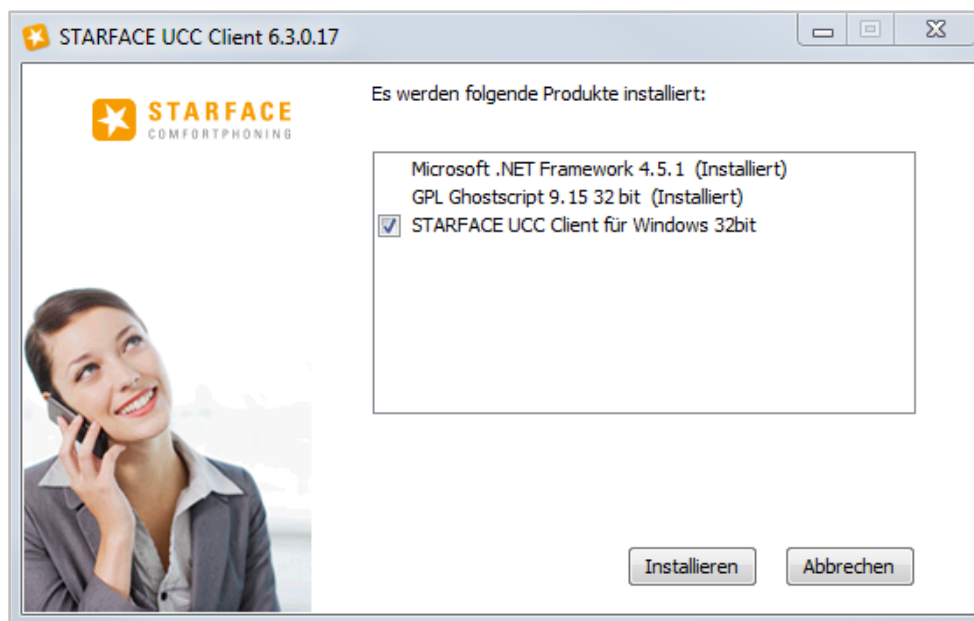 STARFACE UCC Client 6.3.0.17
STARFACE
COMFORTPHONING
Es werden folgende Produkte installiert:
Microsoft .NET Framework 4.5.1 (Installiert)
GPL Ghostscript 9.15 32 bit (Installiert)
STARFACE UCC Client für Windows 32bit
Installieren
Abbrechen